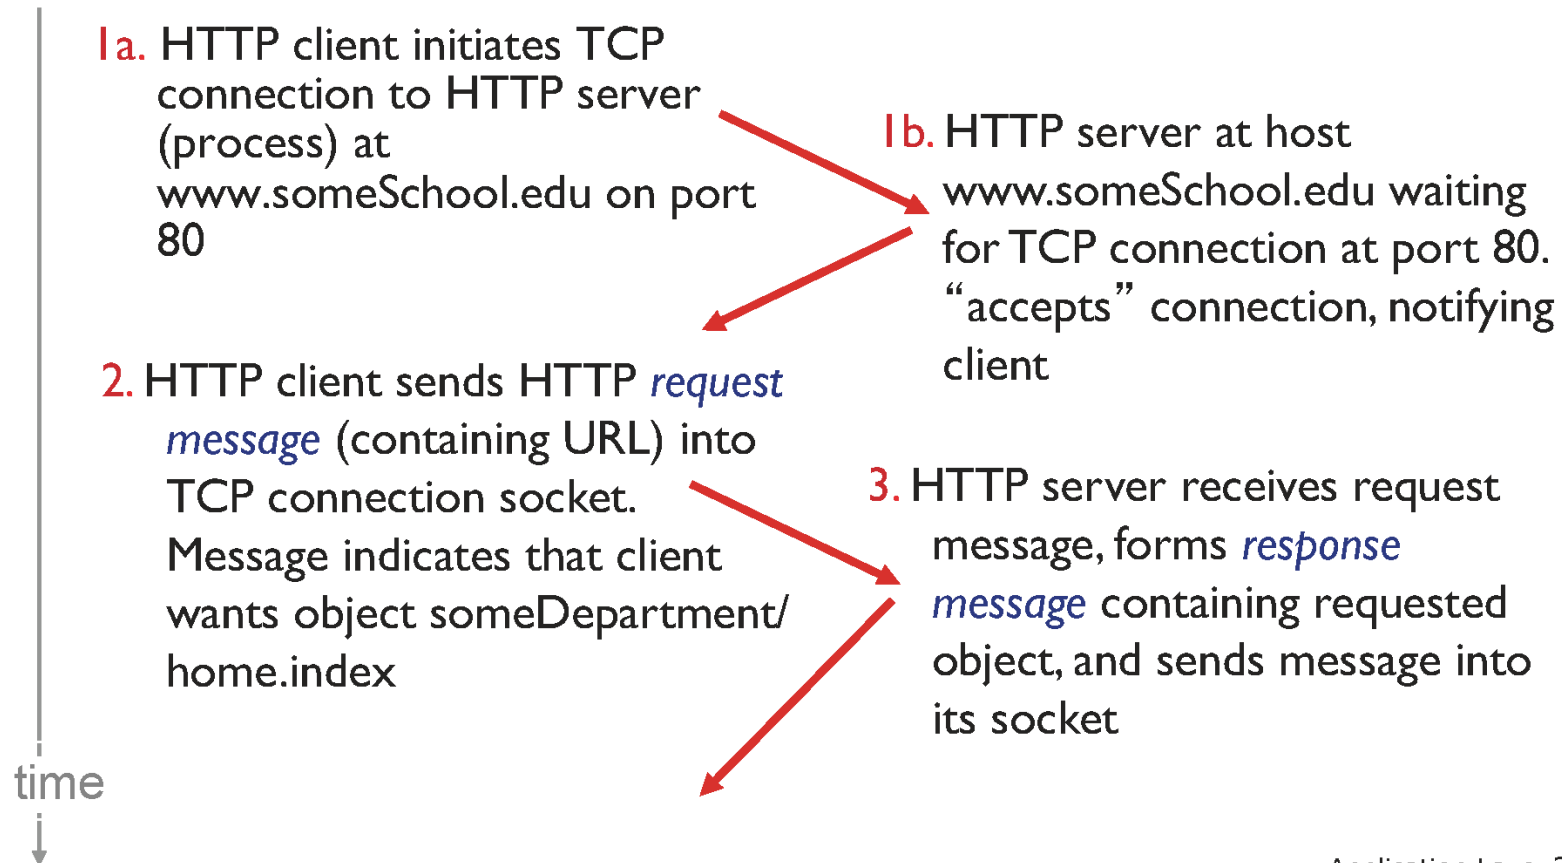 1a. HTTP client initiates TCP
connection to HTTP server
(process) at
www.someSchool.edu on port
80
1b. HTTP server at host
www.someSchool.edu waiting
for TCP connection at port 80.
“accepts” connection, notifying
client
2. HTTP client sends HTTP request
message (containing URL) into
TCP connection socket.
Message indicates that client
wants object someDepartment/
home.index
3. HTTP server receives request
message, forms response
message containing requested
object, and sends message into
its socket
time